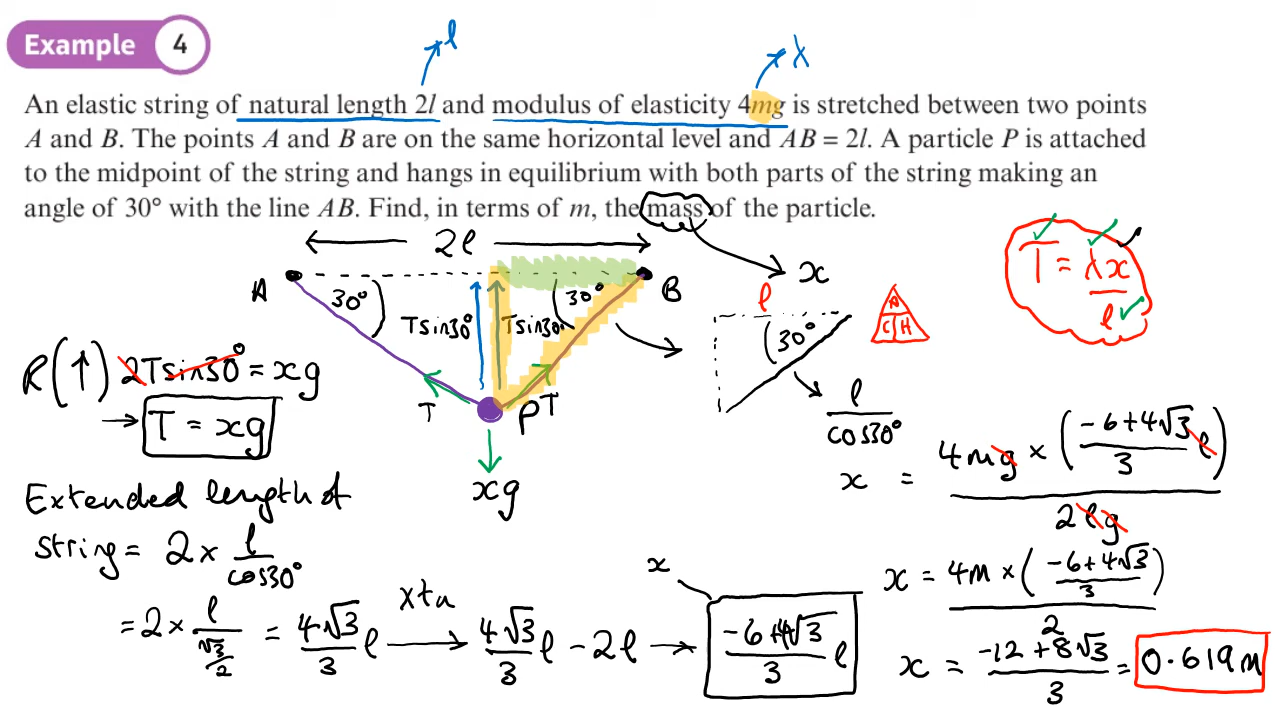 Example 4
l
λ
An elastic string of natural length 2l and modulus of elasticity 4mg is stretched between two points
A and B. The points A and B are on the same horizontal level and AB = 2l. A particle P is attached
to the midpoint of the string and hangs in equilibrium with both parts of the string making an
angle of 30° with the line AB. Find, in terms of m, the mass of the particle.
2l
x
T = λx/l
A
B
30°
30°
Tsin30°
Tsin30°
l
30°
A
C H
R(↑) 2Tsin30° = xg
→ T = xg
T
P
T
xg
l/cos30°
x = 4mg × ((-6+4√3)/3 l) / 2lg
Extended length of
string = 2 × l/cos30°
x = 4m × ((-6+4√3)/3) / 2
= 2 × l/(√3/2) = 4√3/3 l
xtn
→ 4√3/3 l - 2l →
x
(-6+4√3)/3 l
x = (-12+8√3)/3 = 0.619m